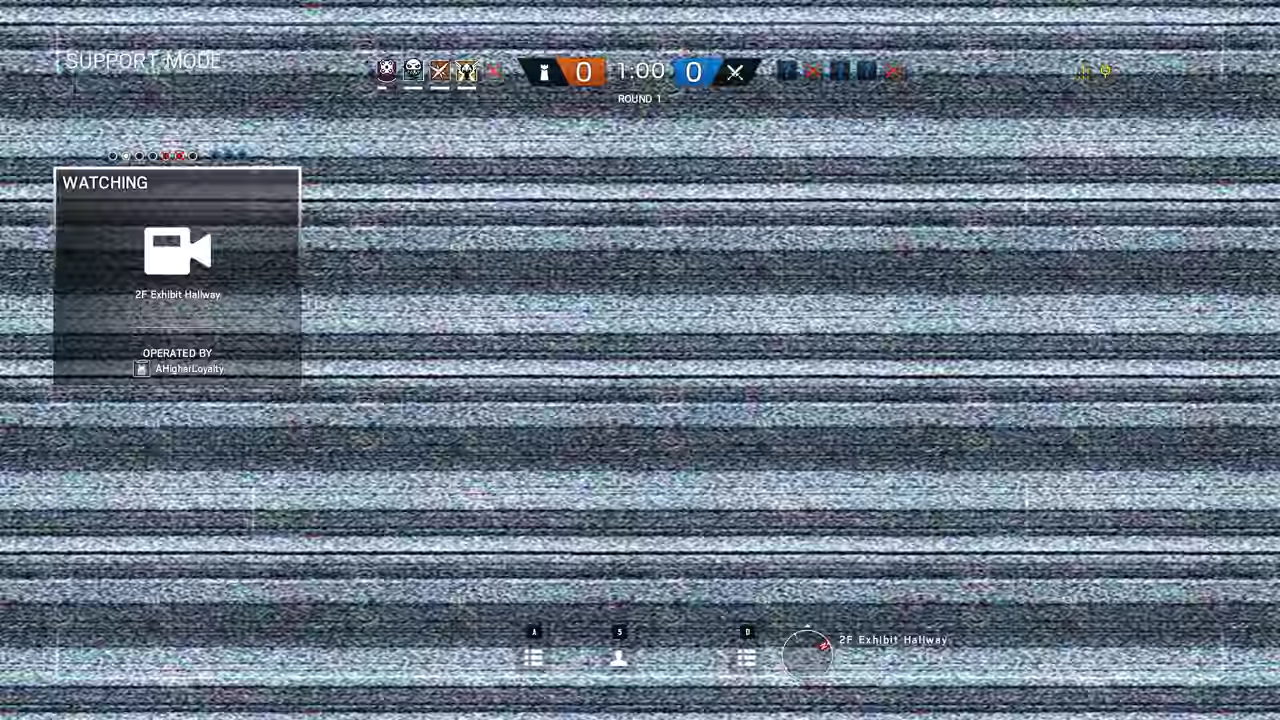 SUPPORT MODE
0 1:00 0
ROUND 1
WATCHING
2F Exhibit Hallway
OPERATED BY
AHigherLoyalty
A S D
2F Exhibit Hallway